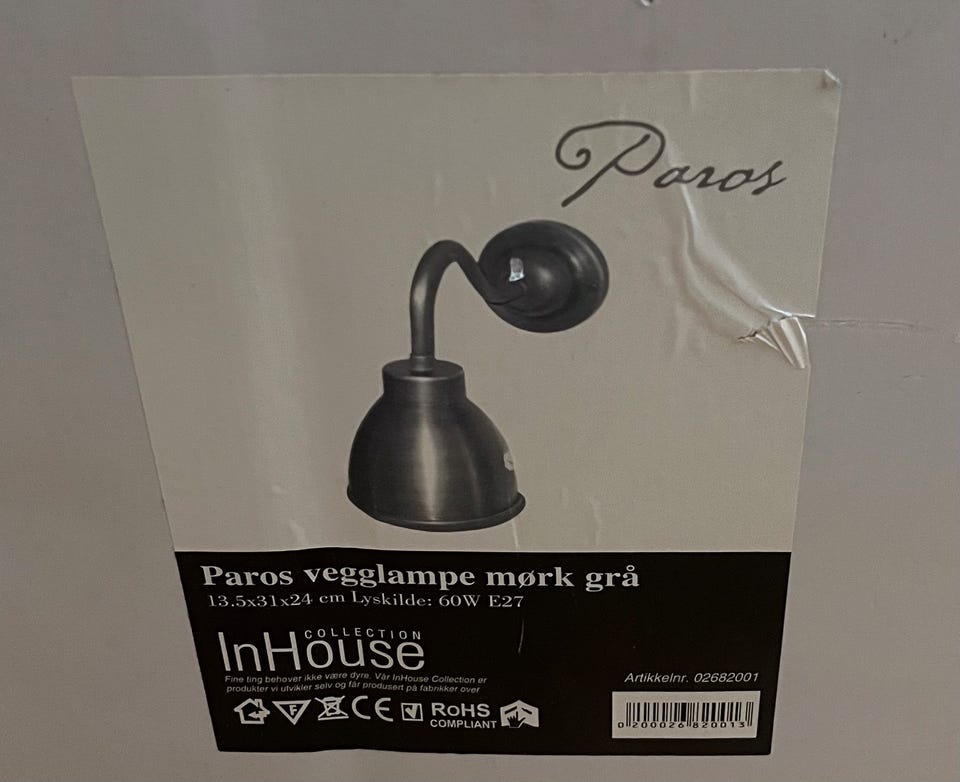 Paros
Paros vegglampe mørk grå
13.5x31x24 cm Lyskilde: 60W E27
COLLECTION
InHouse
Fine ting behøver ikke være dyre. Vår InHouse Collection er
produkter vi utvikler selv og får produsert på fabrikker over
Artikkelnr. 02682001
F
CE
RoHS
COMPLIANT
0 200026 820013